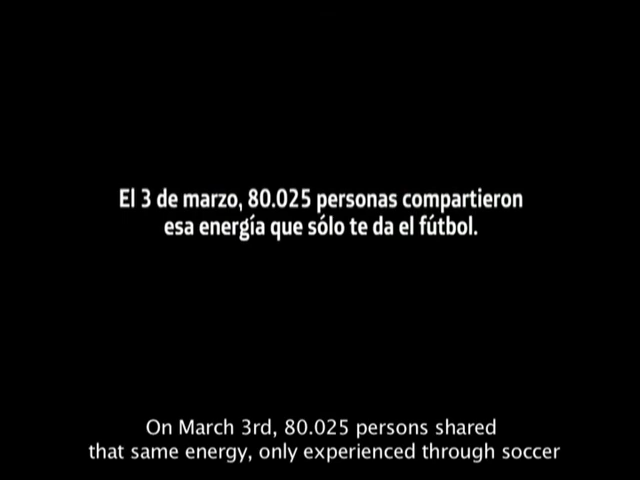 El 3 de marzo, 80.025 personas compartieron
esa energía que sólo te da el fútbol.
On March 3rd, 80.025 persons shared
that same energy, only experienced through soccer